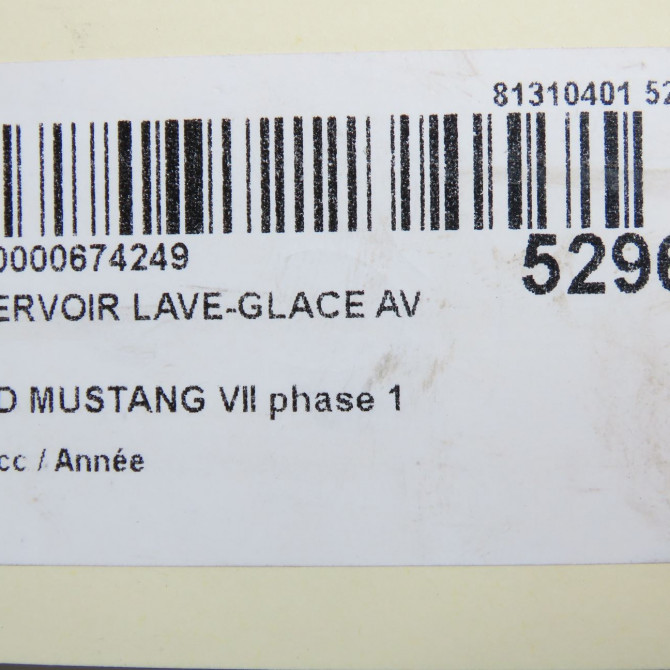 81310401 52
0000674249
5296
ERVOIR LAVE-GLACE AV
D MUSTANG VII phase 1
cc / Année